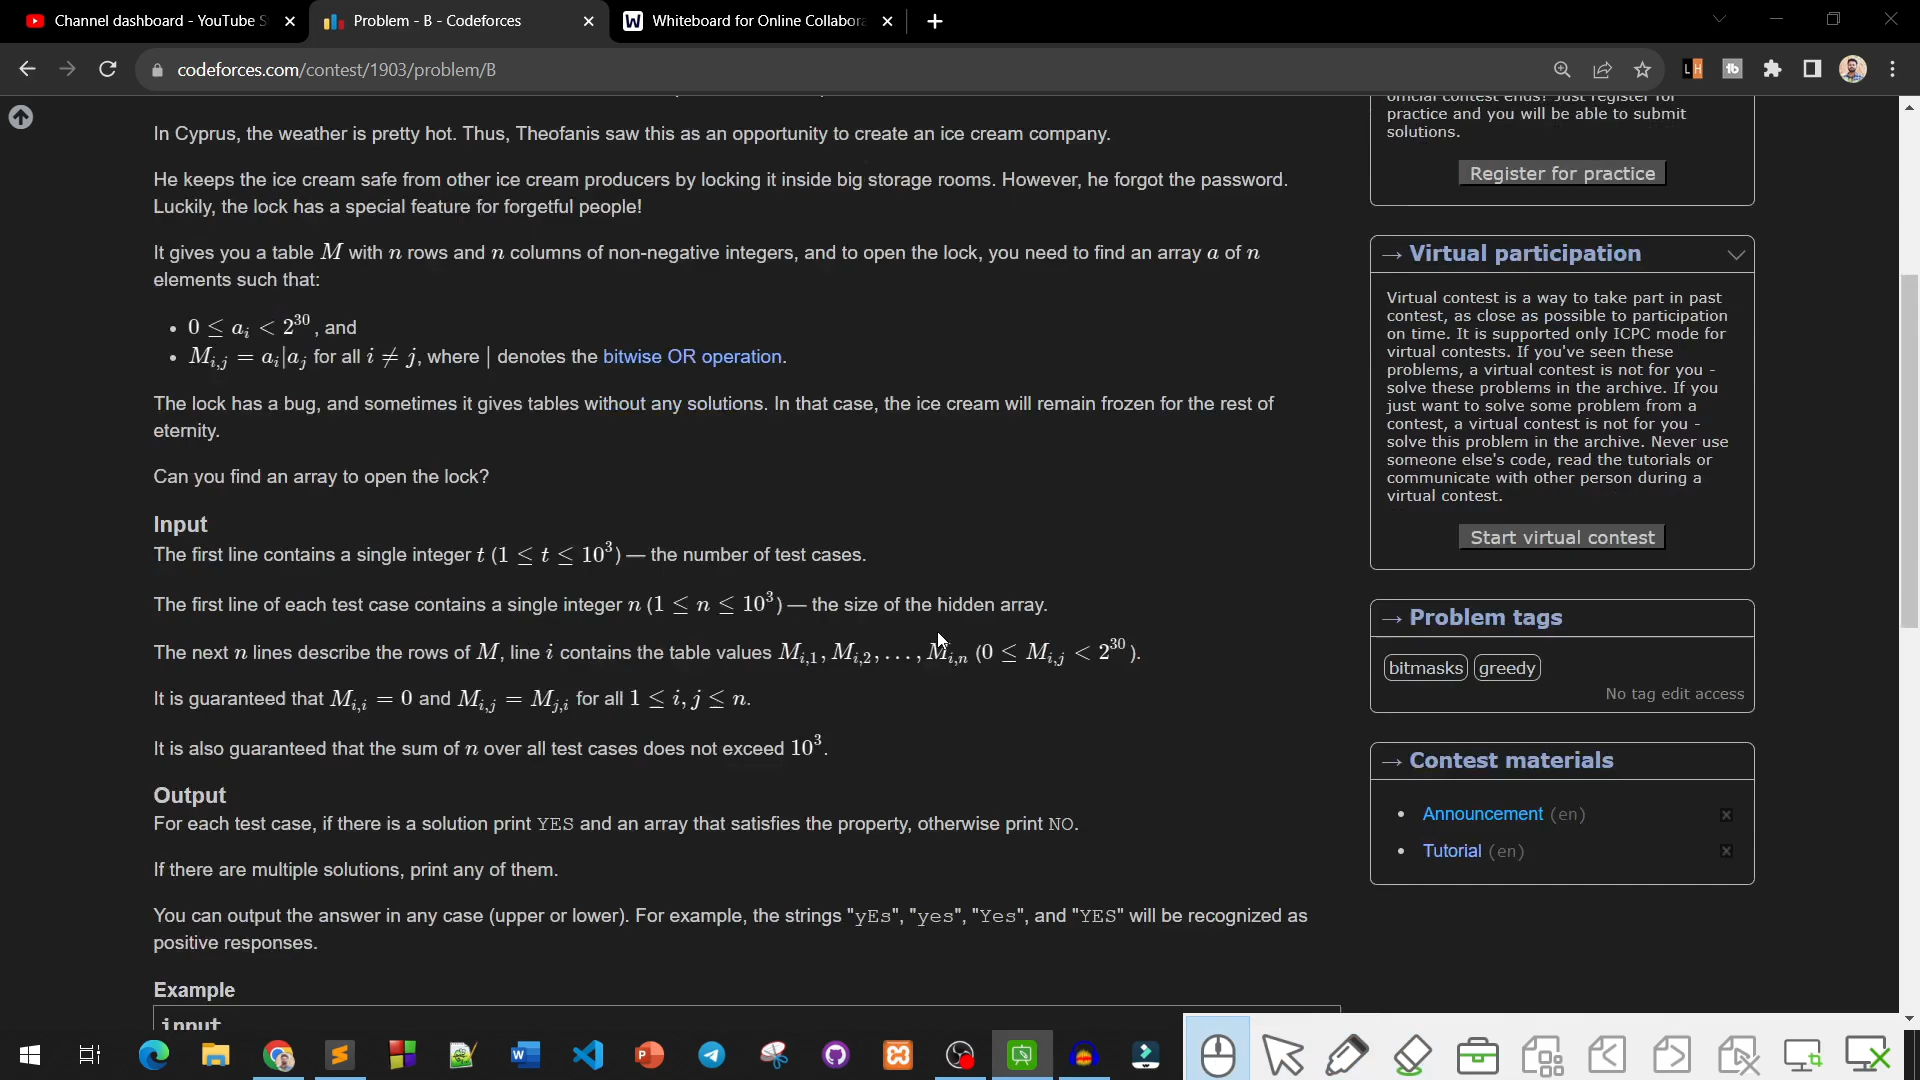 Channel dashboard - YouTube S
Problem - B - Codeforces
Whiteboard for Online Collabora
codeforces.com/contest/1903/problem/B
In Cyprus, the weather is pretty hot. Thus, Theofanis saw this as an opportunity to create an ice cream company.
He keeps the ice cream safe from other ice cream producers by locking it inside big storage rooms. However, he forgot the password.
Luckily, the lock has a special feature for forgetful people!
It gives you a table M with n rows and n columns of non-negative integers, and to open the lock, you need to find an array a of n
elements such that:
• 0 ≤ a_i < 2^30, and
• M_{i,j} = a_i|a_j for all i ≠ j, where | denotes the bitwise OR operation.
The lock has a bug, and sometimes it gives tables without any solutions. In that case, the ice cream will remain frozen for the rest of
eternity.
Can you find an array to open the lock?
Input
The first line contains a single integer t (1 ≤ t ≤ 10^3) — the number of test cases.
The first line of each test case contains a single integer n (1 ≤ n ≤ 10^3) — the size of the hidden array.
The next n lines describe the rows of M, line i contains the table values M_{i,1}, M_{i,2}, . . . , M_{i,n} (0 ≤ M_{i,j} < 2^30).
It is guaranteed that M_{i,i} = 0 and M_{i,j} = M_{j,i} for all 1 ≤ i, j ≤ n.
It is also guaranteed that the sum of n over all test cases does not exceed 10^3.
Output
For each test case, if there is a solution print YES and an array that satisfies the property, otherwise print NO.
If there are multiple solutions, print any of them.
You can output the answer in any case (upper or lower). For example, the strings "yEs", "yes", "Yes", and "YES" will be recognized as
positive responses.
Example
input
official contest ends? Just register for
practice and you will be able to submit
solutions.
Register for practice
→ Virtual participation
Virtual contest is a way to take part in past
contest, as close as possible to participation
on time. It is supported only ICPC mode for
virtual contests. If you've seen these
problems, a virtual contest is not for you -
solve these problems in the archive. If you
just want to solve some problem from a
contest, a virtual contest is not for you -
solve this problem in the archive. Never use
someone else's code, read the tutorials or
communicate with other person during a
virtual contest.
Start virtual contest
→ Problem tags
bitmasks greedy
No tag edit access
→ Contest materials
• Announcement (en)
• Tutorial (en)